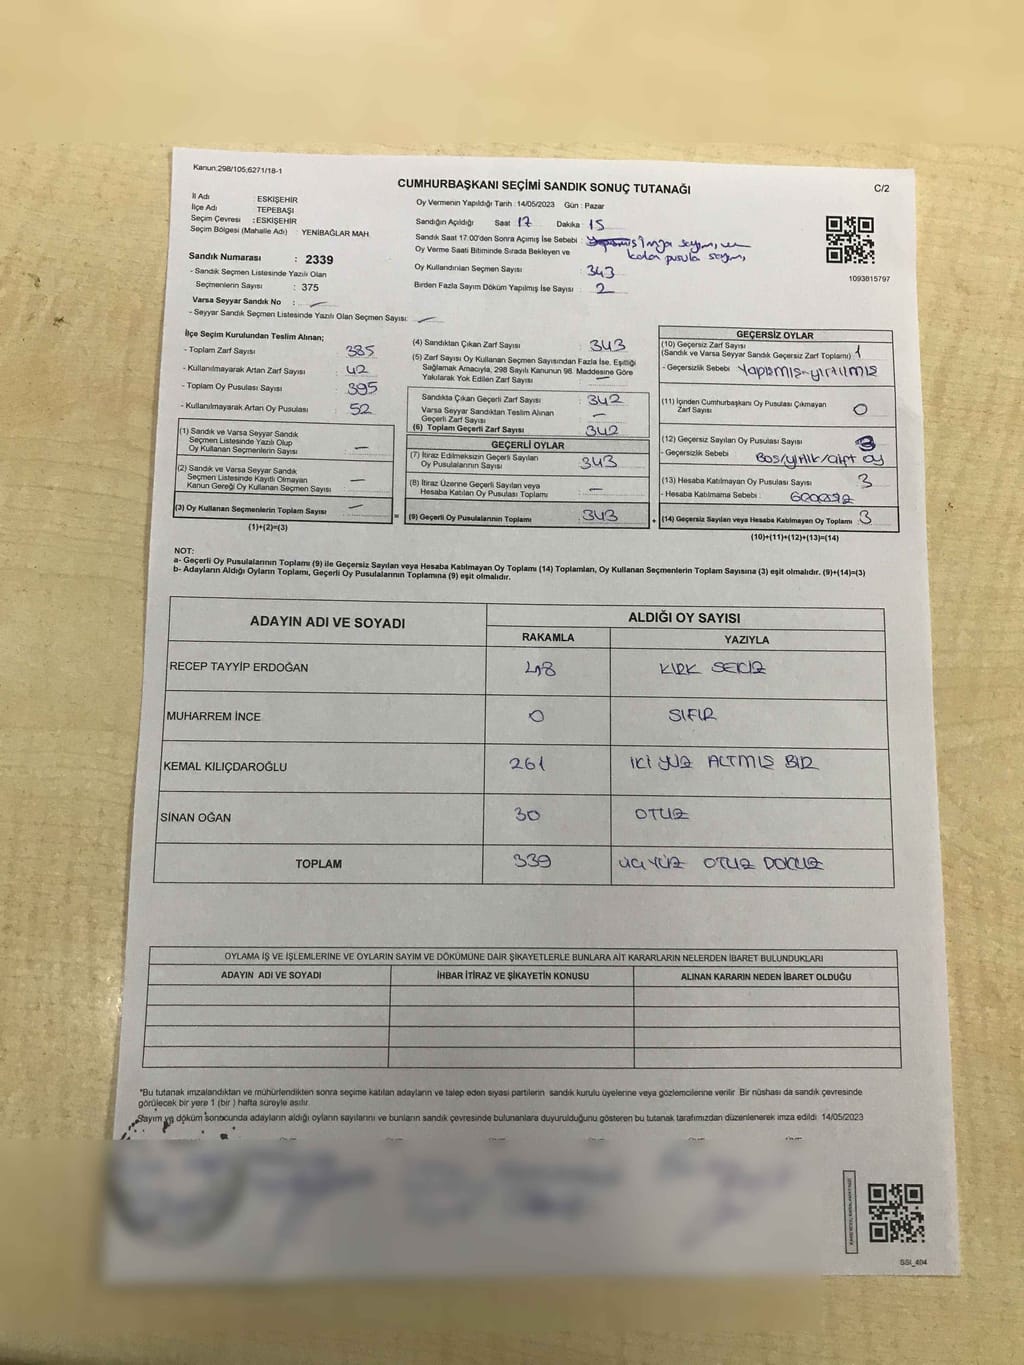 Kanun:298/105;6271/18-1
CUMHURBAŞKANI SEÇİMİ SANDIK SONUÇ TUTANAĞI
C/2
İl Adı : ESKİŞEHİR
İlçe Adı TEPEBAŞI
Seçim Çevresi : ESKİŞEHİR
Seçim Bölgesi (Mahalle Adı) : YENİBAĞLAR MAH.
Sandık Numarası : 2339
- Sandık Seçmen Listesinde Yazılı Olan
Seçmenlerin Sayısı : 375
Varsa Seyyar Sandık No : —
- Seyyar Sandık Seçmen Listesinde Yazılı Olan Seçmen Sayısı: —
Oy Vermenin Yapıldığı Tarih : 14/05/2023 Gün : Pazar
Sandığın Açıldığı Saat 17 Dakika 15
Sandık Saat 17:00'den Sonra Açımış İse Sebebi : İmza sayım, ve
Oy Verme Saati Bitiminde Sırada Bekleyen ve kalan pusula sayım,
Oy Kullandırılan Seçmen Sayısı : 343
Birden Fazla Sayım Döküm Yapılmış İse Sayısı : 2
1093815797
İlçe Seçim Kurulundan Teslim Alınan;
- Toplam Zarf Sayısı 385
- Kullanılmayarak Artan Zarf Sayısı : 42
- Toplam Oy Pusulası Sayısı : 395
- Kullanılmayarak Artan Oy Pusulası : 52
(1) Sandık ve Varsa Seyyar Sandık
Seçmen Listesinde Yazılı Olup
Oy Kullanan Seçmenlerin Sayısı : —
(2) Sandık ve Varsa Seyyar Sandık
Seçmen Listesinde Kayıtlı Olmayan
Kanun Gereği Oy Kullanan Seçmen Sayısı : —
(3) Oy Kullanan Seçmenlerin Toplam Sayısı : —
(1)+(2)=(3)
(4) Sandıktan Çıkan Zarf Sayısı : 343
(5) Zarf Sayısı Oy Kullanan Seçmen Sayısından Fazla İse, Eşitliği
Sağlamak Amacıyla, 298 Sayılı Kanunun 98. Maddesine Göre
Yakılarak Yok Edilen Zarf Sayısı : —
Sandıkta Çıkan Geçerli Zarf Sayısı : 342
Varsa Seyyar Sandıktan Teslim Alınan
Geçerli Zarf Sayısı : —
(6) Toplam Geçerli Zarf Sayısı : 342
GEÇERLİ OYLAR
(7) İtiraz Edilmeksizin Geçerli Sayılan
Oy Pusulalarının Sayısı : 343
(8) İtiraz Üzerine Geçerli Sayılan veya
Hesaba Katılan Oy Pusulası Toplamı : —
= (9) Geçerli Oy Pusulalarının Toplamı : 343 +
GEÇERSİZ OYLAR
(10) Geçersiz Zarf Sayısı
(Sandık ve Varsa Seyyar Sandık Geçersiz Zarf Toplamı) 1
- Geçersizlik Sebebi : Yapışmış-yırtılmış
(11) İçinden Cumhurbaşkanı Oy Pusulası Çıkmayan
Zarf Sayısı : 0
(12) Geçersiz Sayılan Oy Pusulası Sayısı : 3
- Geçersizlik Sebebi : Boş/yırtık/çift oy
(13) Hesaba Katılmayan Oy Pusulası Sayısı : 3
- Hesaba Katılmama Sebebi :
(14) Geçersiz Sayılan veya Hesaba Katılmayan Oy Toplamı : 3
(10)+(11)+(12)+(13)=(14)
NOT:
a- Geçerli Oy Pusulalarının Toplamı (9) ile Geçersiz Sayılan veya Hesaba Katılmayan Oy Toplamı (14) Toplamları, Oy Kullanan Seçmenlerin Toplam Sayısına (3) eşit olmalıdır. (9)+(14)=(3)
b- Adayların Aldığı Oyların Toplamı, Geçerli Oy Pusulalarının Toplamına (9) eşit olmalıdır.
ADAYIN ADI VE SOYADI ALDIĞI OY SAYISI
RAKAMLA YAZIYLA
RECEP TAYYİP ERDOĞAN 48 KIRK SEKİZ
MUHARREM İNCE 0 SIFIR
KEMAL KILIÇDAROĞLU 261 İKİ YÜZ ALTMIŞ BİR
SİNAN OĞAN 30 OTUZ
TOPLAM 339 ÜÇ YÜZ OTUZ DOKUZ
OYLAMA İŞ VE İŞLEMLERİNE VE OYLARIN SAYIM VE DÖKÜMÜNE DAİR ŞİKAYETLERLE BUNLARA AİT KARARLARIN NELERDEN İBARET BULUNDUKLARI
ADAYIN ADI VE SOYADI İHBAR İTİRAZ VE ŞİKAYETİN KONUSU ALINAN KARARIN NEDEN İBARET OLDUĞU
*Bu tutanak imzalandıktan ve mühürlendikten sonra seçime katılan adayların ve talep eden siyasi partilerin sandık kurulu üyelerine veya gözlemcilerine verilir. Bir nüshası da sandık çevresinde
görülecek bir yere 1 (bir ) hafta süreyle asılır.
Sayım ve döküm sonucunda adayların aldığı oyların sayılarını ve bunların sandık çevresinde bulunanlara duyurulduğunu gösteren bu tutanak tarafımızdan düzenlenerek imza edildi. 14/05/2023
SSI_404